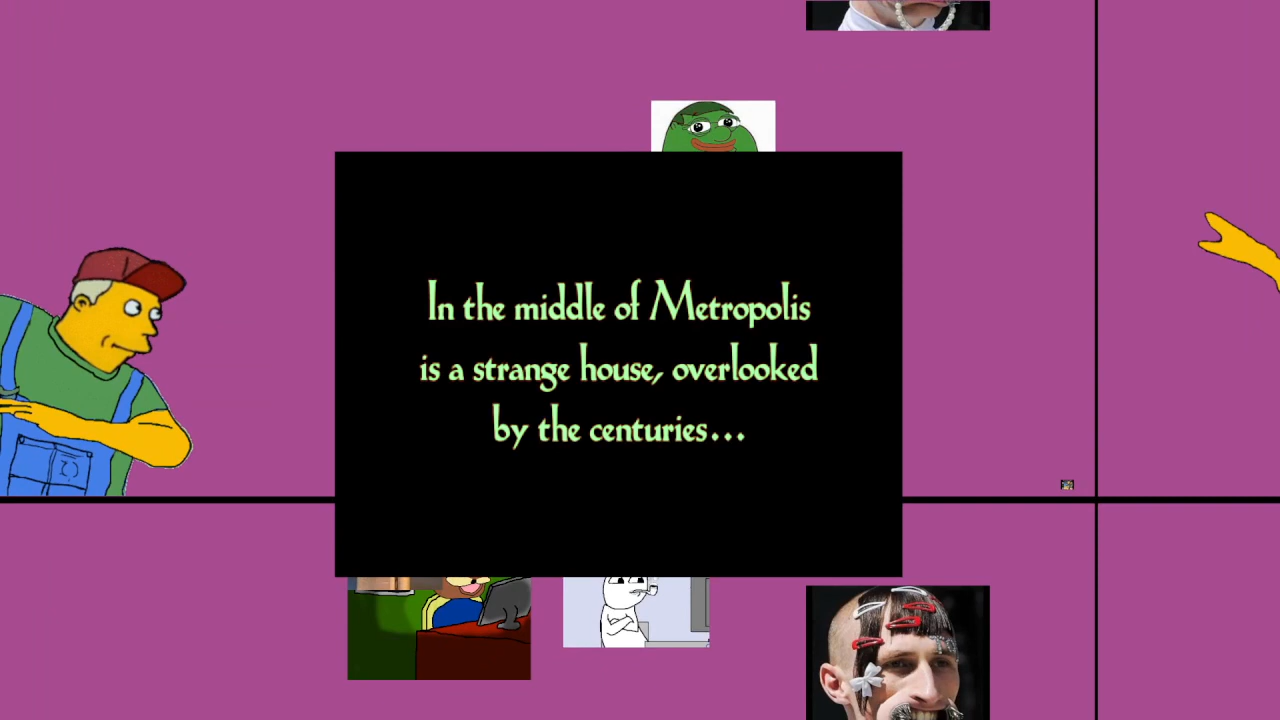 In the middle of Metropolis
is a strange house, overlooked
by the centuries...